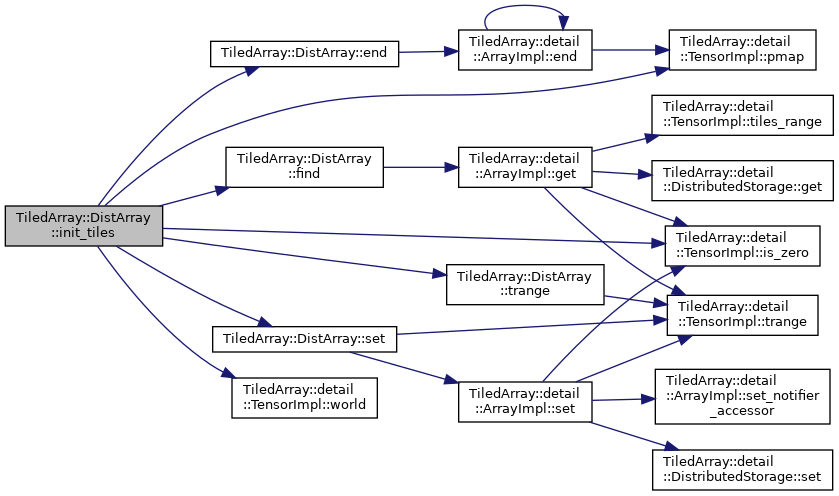 TiledArray::DistArray
::init_tiles
TiledArray::DistArray::end
TiledArray::detail
::ArrayImpl::end
TiledArray::detail
::TensorImpl::pmap
TiledArray::detail
::TensorImpl::tiles_range
TiledArray::DistArray
::find
TiledArray::detail
::ArrayImpl::get
TiledArray::detail
::DistributedStorage::get
TiledArray::detail
::TensorImpl::is_zero
TiledArray::DistArray
::trange
TiledArray::detail
::TensorImpl::trange
TiledArray::DistArray::set
TiledArray::detail
::TensorImpl::world
TiledArray::detail
::ArrayImpl::set
TiledArray::detail
::ArrayImpl::set_notifier
_accessor
TiledArray::detail
::DistributedStorage::set